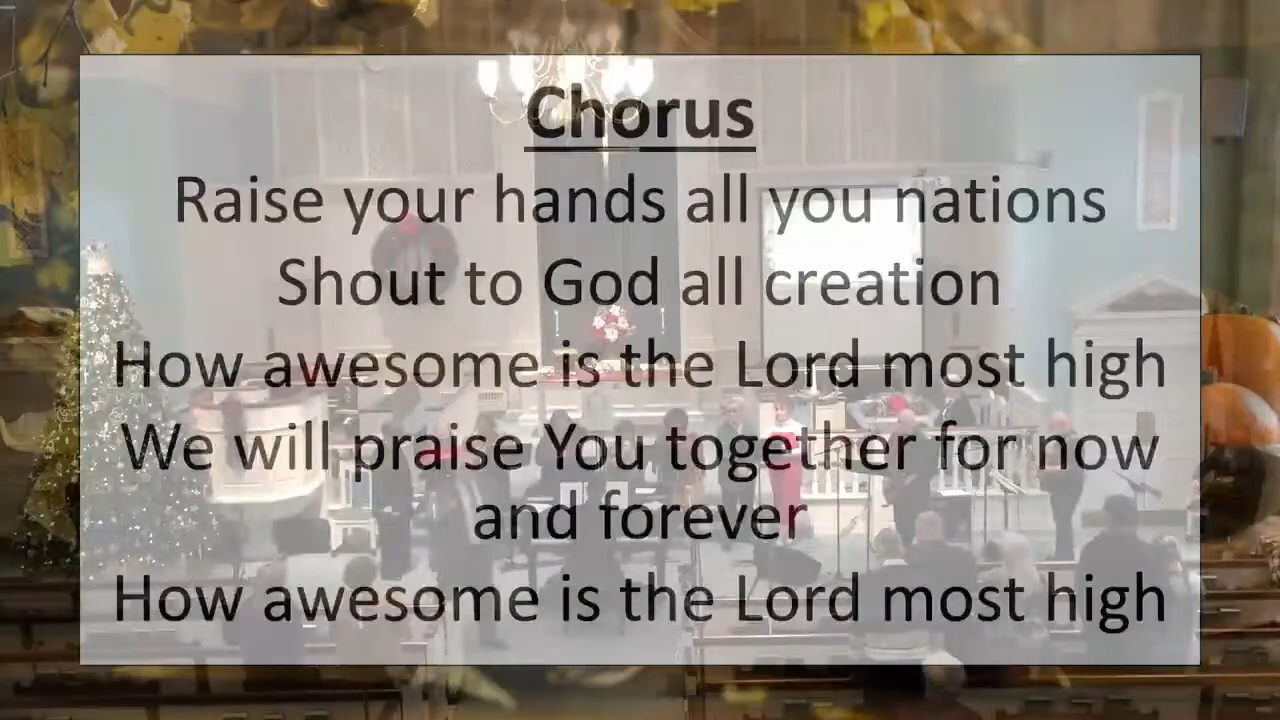 Chorus
Raise your hands all you nations
Shout to God all creation
How awesome is the Lord most high
We will praise You together for now
and forever
How awesome is the Lord most high